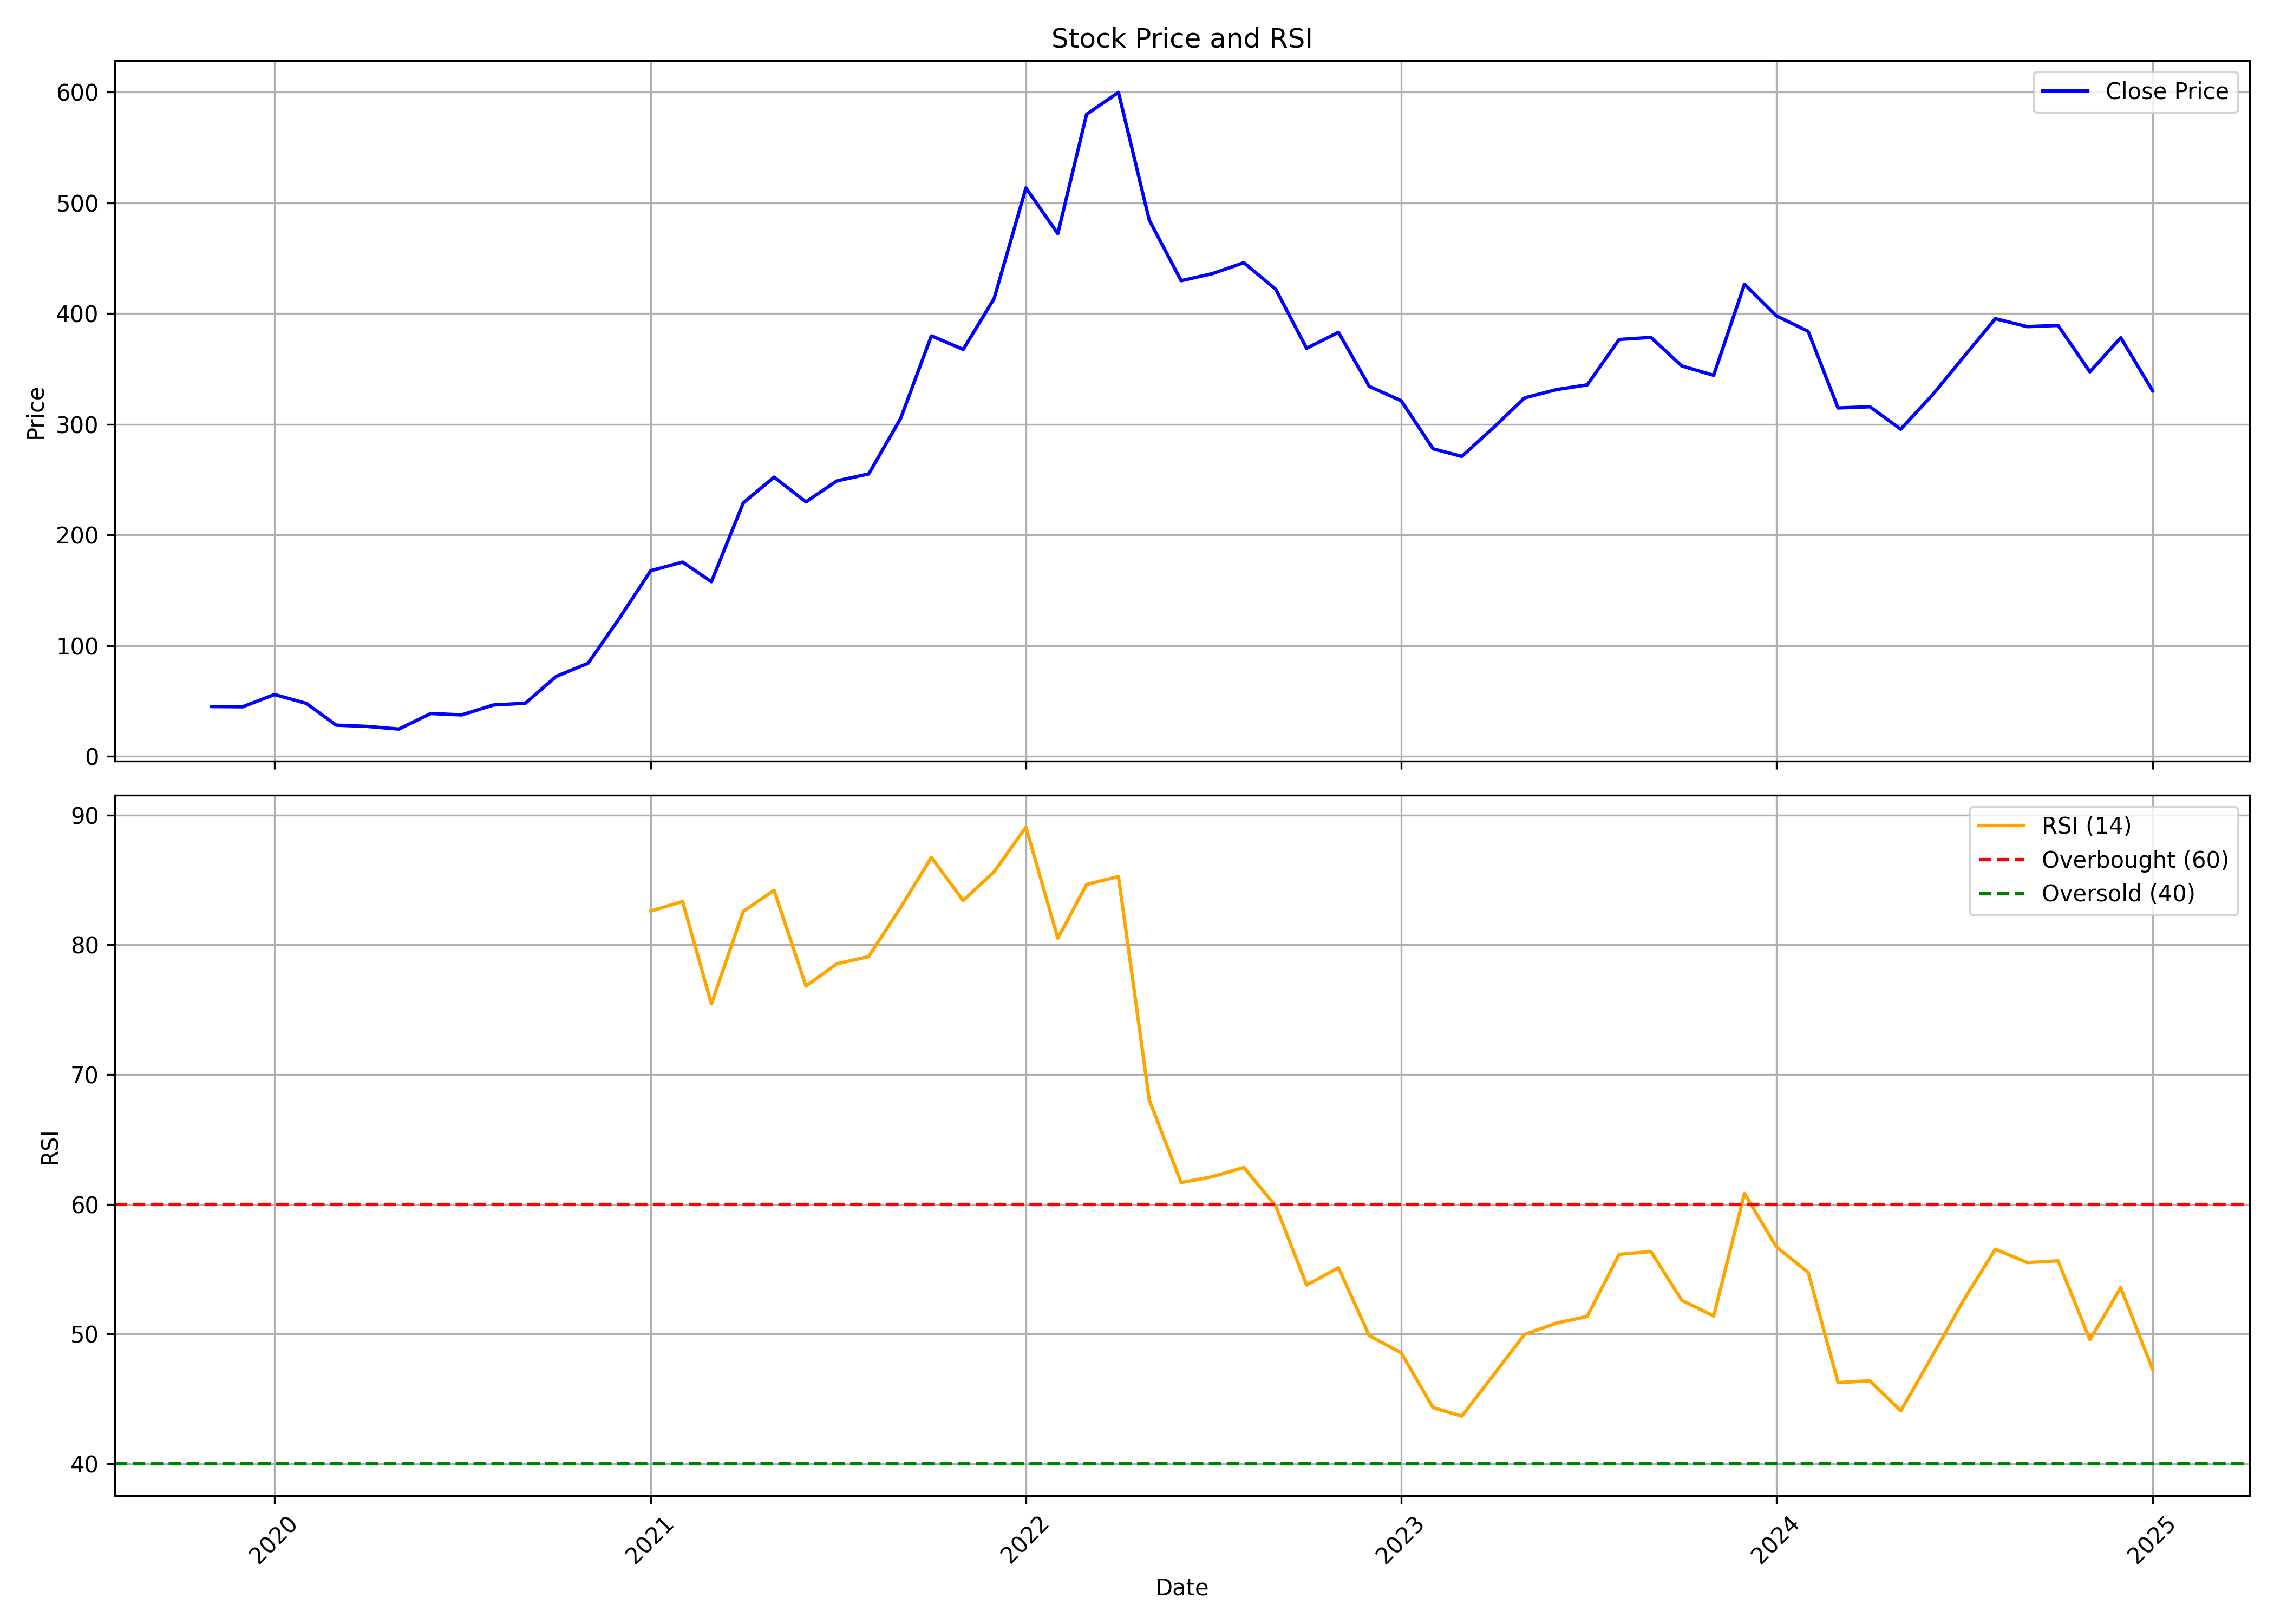 Stock Price and RSI
600
500
400
300
200
100
0
Price
Close Price
90
80
70
60
50
40
RSI
RSI (14)
Overbought (60)
Oversold (40)
2020
2021
2022
2023
2024
2025
Date